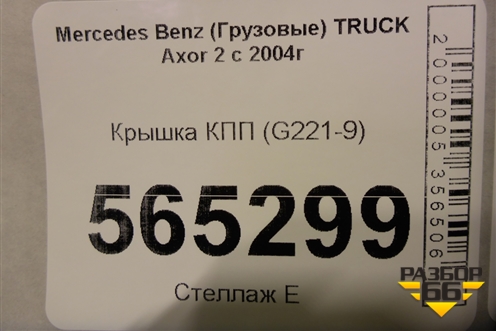 Mercedes Benz (Грузовые) TRUCK
Axor 2 с 2004г
Крышка КПП (G221-9)
565299
Стеллаж Е
2000005356506
РАЗБОР
66